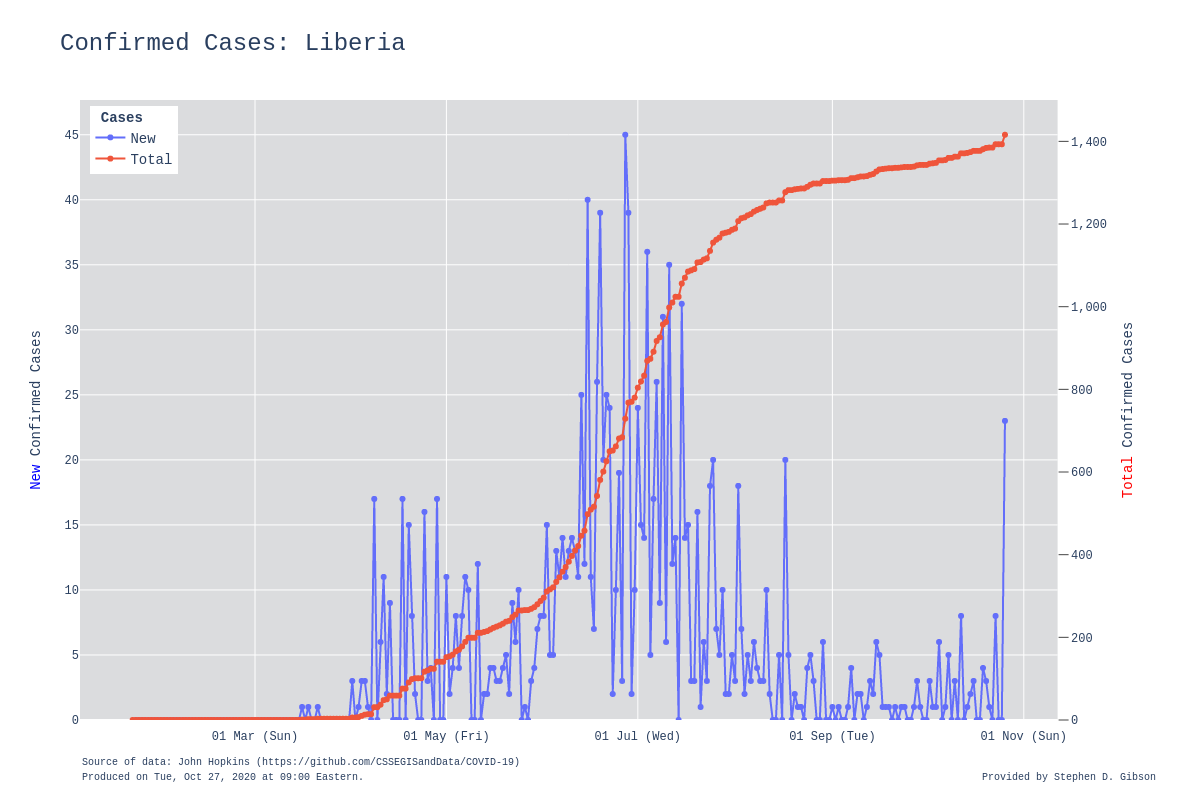 Confirmed Cases: Liberia
Cases
New
Total
45
40
35
30
25
20
15
10
5
0
1,400
1,200
1,000
800
600
400
200
0
New Confirmed Cases
Total Confirmed Cases
01 Mar (Sun)
01 May (Fri)
01 Jul (Wed)
01 Sep (Tue)
01 Nov (Sun)
Source of data: John Hopkins (https://github.com/CSSEGISandData/COVID-19)
Produced on Tue, Oct 27, 2020 at 09:00 Eastern.
Provided by Stephen D. Gibson